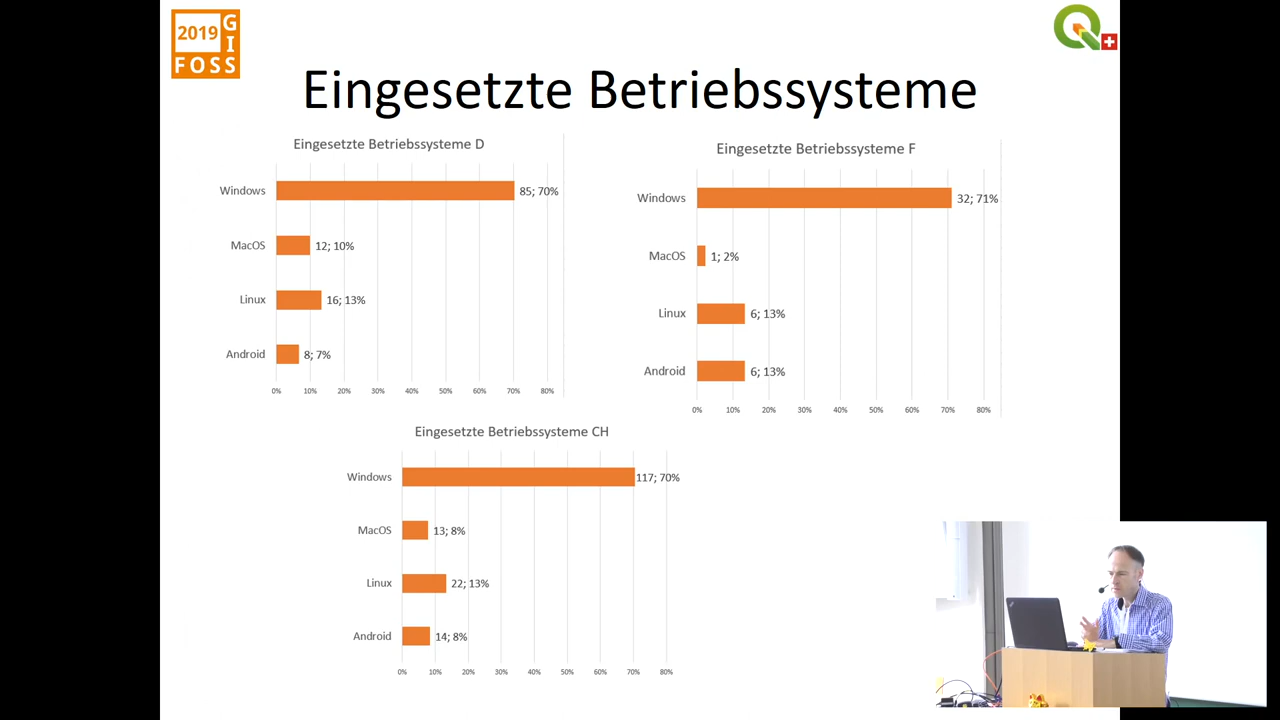 2019
G
I
FOSS
Eingesetzte Betriebssysteme
Eingesetzte Betriebssysteme D
Windows 85; 70%
MacOS 12; 10%
Linux 16; 13%
Android 8; 7%
0% 10% 20% 30% 40% 50% 60% 70% 80%
Eingesetzte Betriebssysteme F
Windows 32; 71%
MacOS 1; 2%
Linux 6; 13%
Android 6; 13%
0% 10% 20% 30% 40% 50% 60% 70% 80%
Eingesetzte Betriebssysteme CH
Windows 117; 70%
MacOS 13; 8%
Linux 22; 13%
Android 14; 8%
0% 10% 20% 30% 40% 50% 60% 70% 80%